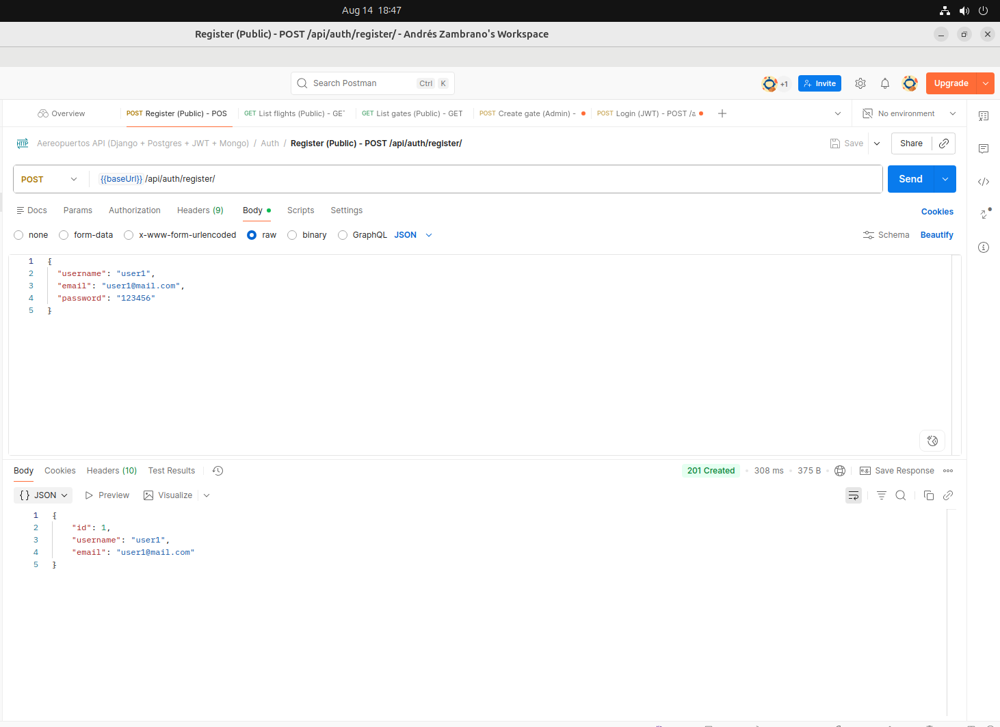 Aug 14 18:47
Register (Public) - POST /api/auth/register/ - Andrés Zambrano's Workspace
Search Postman Ctrl K
+1 Invite Upgrade
Overview POST Register (Public) - POS GET List flights (Public) - GET GET List gates (Public) - GET POST Create gate (Admin) - POST Login (JWT) - POST /a No environment
HTTP Aereopuertos API (Django + Postgres + JWT + Mongo) / Auth / Register (Public) - POST /api/auth/register/ Save Share
POST {{baseUrl}} /api/auth/register/ Send
Docs Params Authorization Headers (9) Body Scripts Settings Cookies
none form-data x-www-form-urlencoded raw binary GraphQL JSON Schema Beautify
1 {
2 "username": "user1",
3 "email": "user1@mail.com",
4 "password": "123456"
5 }
Body Cookies Headers (10) Test Results 201 Created 308 ms 375 B e.g. Save Response
{ } JSON Preview Visualize
1 {
2 "id": 1,
3 "username": "user1",
4 "email": "user1@mail.com"
5 }